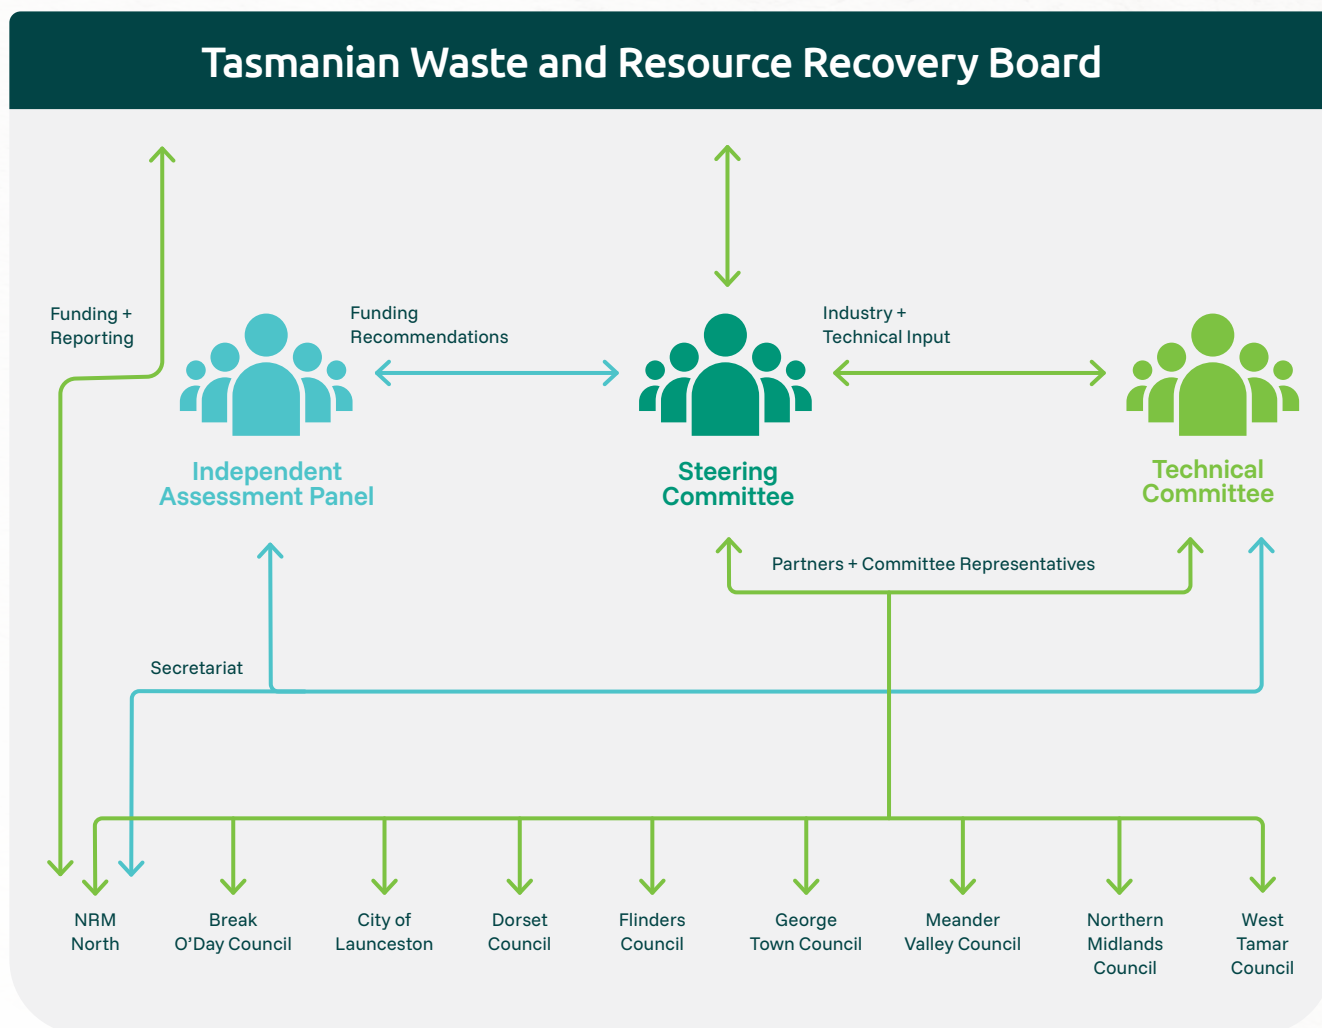 Tasmanian Waste and Resource Recovery Board
Funding +
Reporting
Funding
Recommendations
Industry +
Technical Input
Independent
Assessment Panel
Steering
Committee
Technical
Committee
Partners + Committee Representatives
Secretariat
NRM
North
Break
O’Day Council
City of
Launceston
Dorset
Council
Flinders
Council
George
Town Council
Meander
Valley Council
Northern
Midlands
Council
West
Tamar
Council